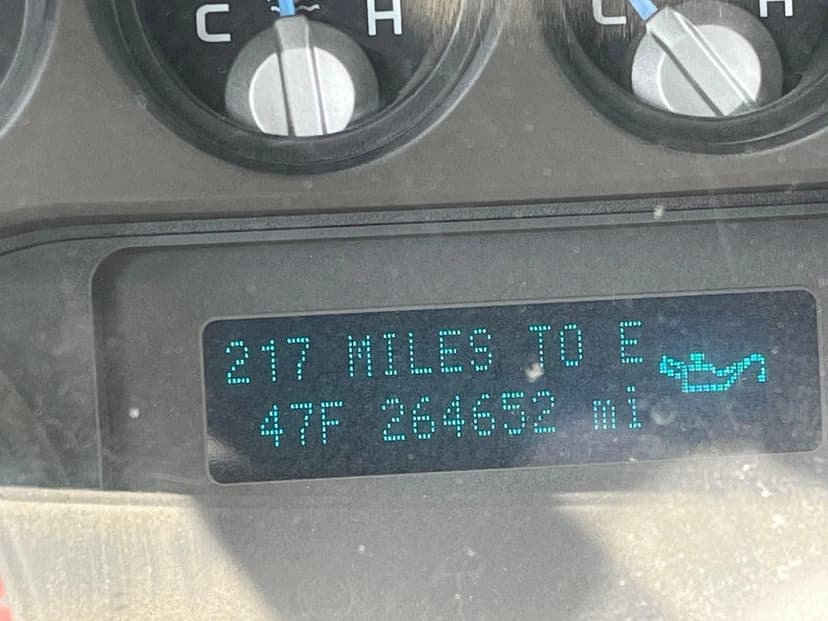 C H C H
217 MILES TO E
47F 264652 mi